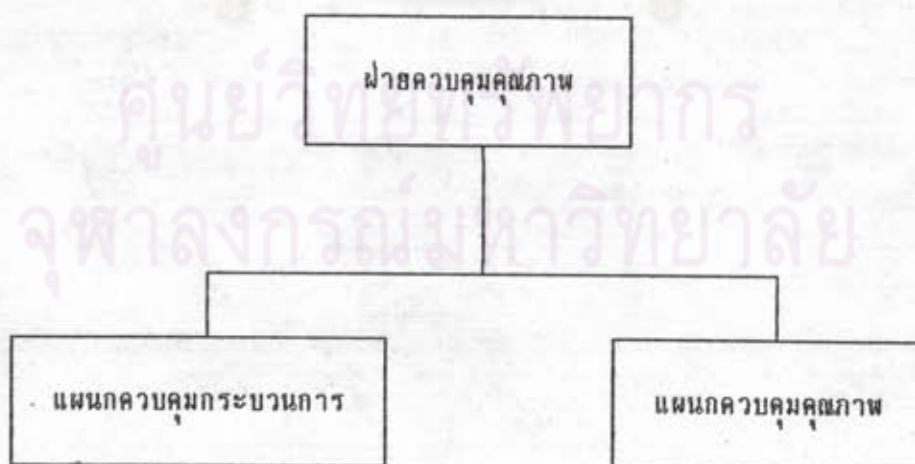 ฝ่ายควบคุมคุณภาพ
ศูนย์วิทยทรัพยากร
จุฬาลงกรณ์มหาวิทยาลัย
แผนกควบคุมกระบวนการ
แผนกควบคุมคุณภาพ